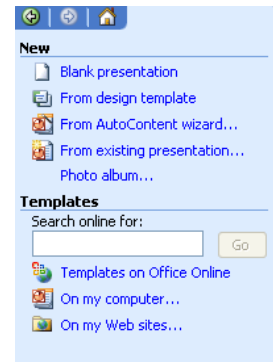 New
Blank presentation
From design template
From AutoContent wizard...
From existing presentation...
Photo album...
Templates
Search online for:
Go
Templates on Office Online
On my computer...
On my Web sites...